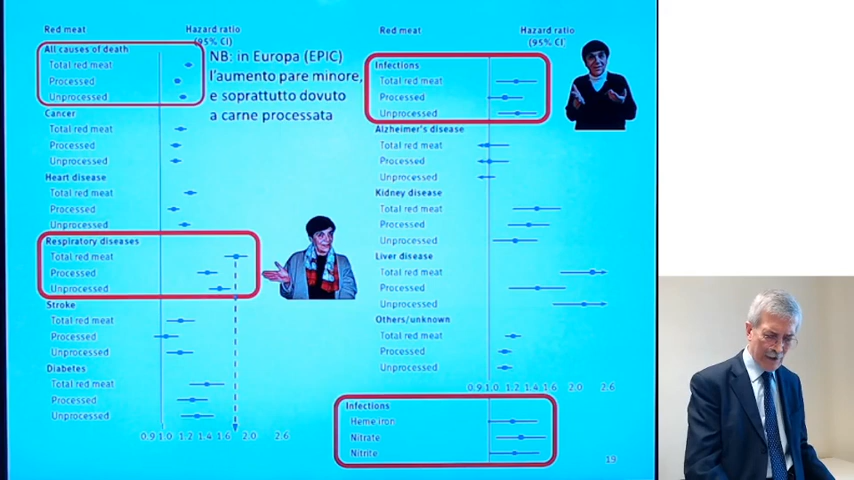 Red meat
Hazard ratio
(95% CI)
All causes of death
Total red meat
Processed
Unprocessed
Cancer
Total red meat
Processed
Unprocessed
Heart disease
Total red meat
Processed
Unprocessed
Respiratory diseases
Total red meat
Processed
Unprocessed
Stroke
Total red meat
Processed
Unprocessed
Diabetes
Total red meat
Processed
Unprocessed
0.9 1.0 1.2 1.4 1.6 2.0 2.6
NB: in Europa (EPIC)
l'aumento pare minore,
e soprattutto dovuto
a carne processata
Red meat
Hazard ratio
(95% CI)
Infections
Total red meat
Processed
Unprocessed
Alzheimer's disease
Total red meat
Processed
Unprocessed
Kidney disease
Total red meat
Processed
Unprocessed
Liver disease
Total red meat
Processed
Unprocessed
Others/unknown
Total red meat
Processed
Unprocessed
0.9 1.0 1.2 1.4 1.6 2.0 2.6
Infections
Heme iron
Nitrate
Nitrite
19